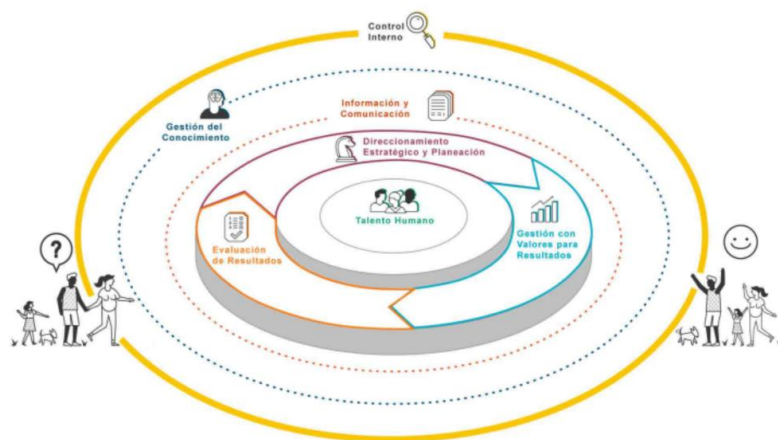 Control
Interno
Información y
Comunicación
Gestión del
Conocimiento
Direccionamiento
Estratégico y Planeación
Talento Humano
Gestión con
Valores para
Resultados
Evaluación
de Resultados
?